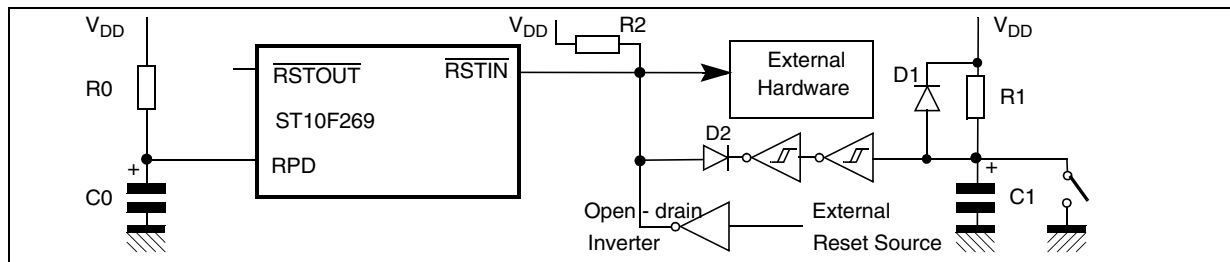 VDD
R0
+
C0
RSTOUT
RSTIN
ST10F269
RPD
VDD
R2
External
Hardware
D2
Open - drain
Inverter
External
Reset Source
VDD
D1
R1
+
C1